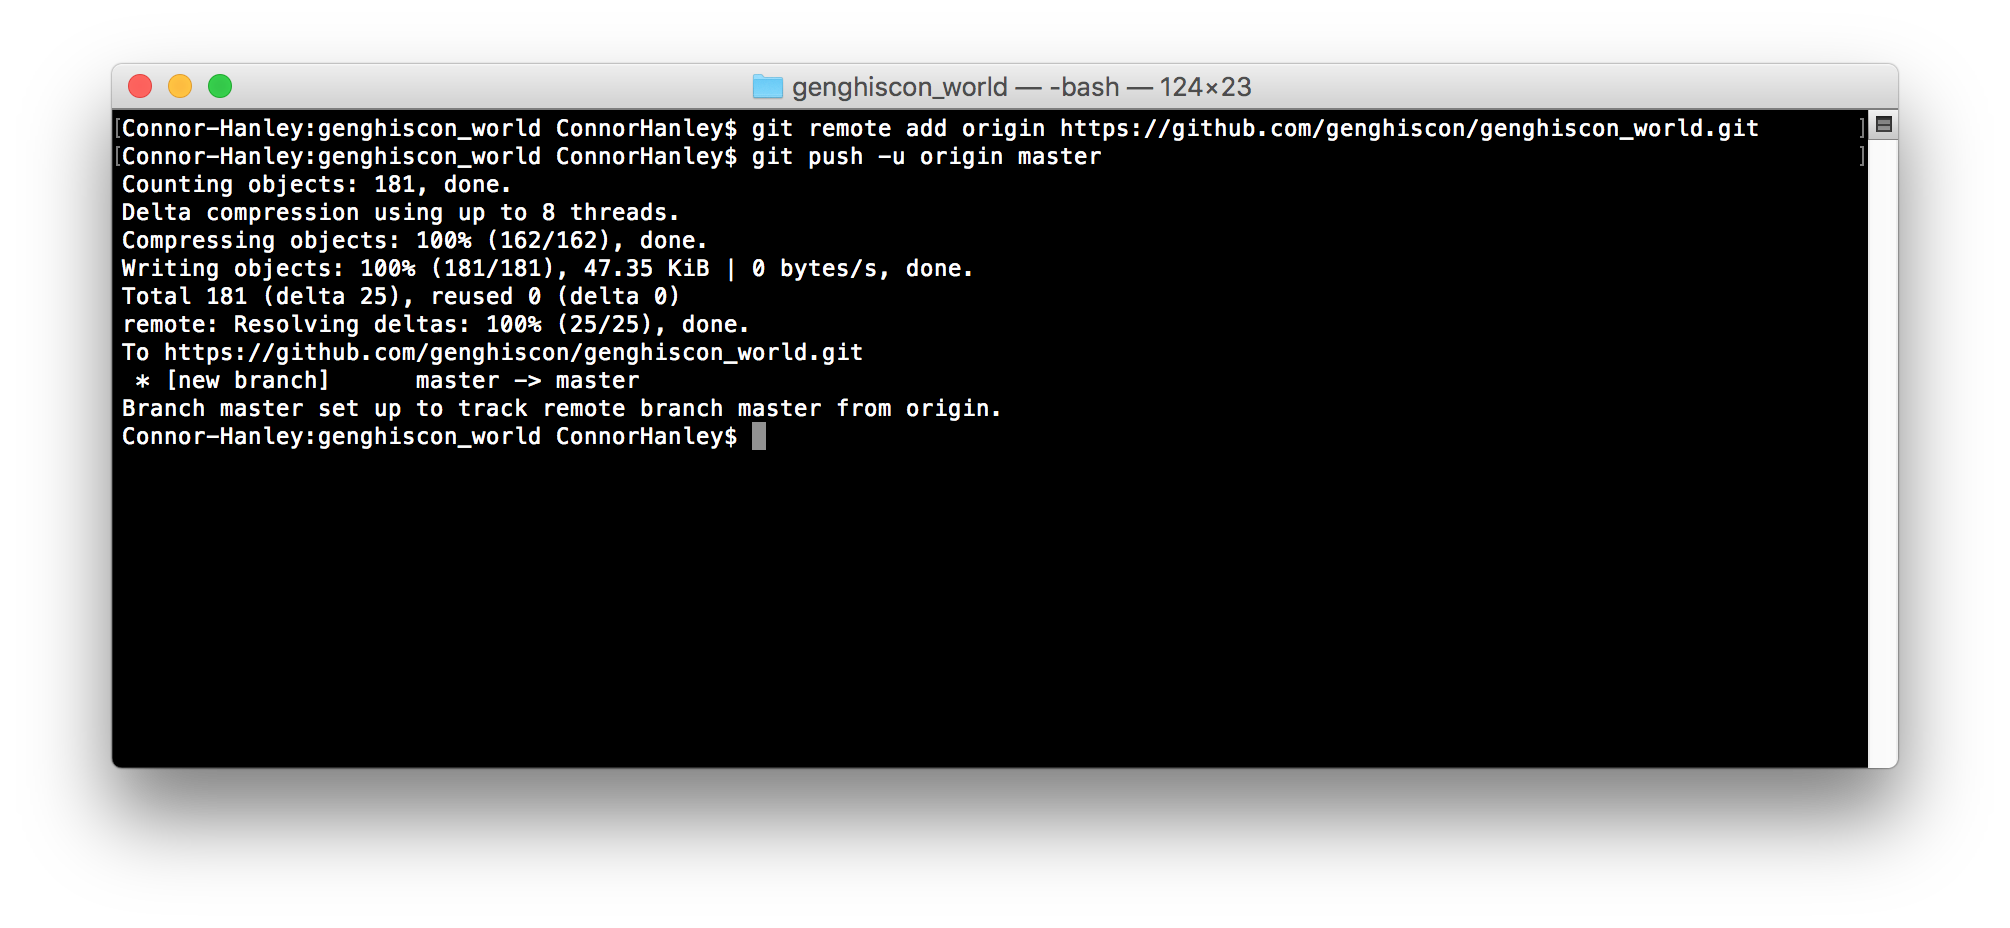 genghiscon_world — -bash — 124×23
[Connor-Hanley:genghiscon_world ConnorHanley$ git remote add origin https://github.com/genghiscon/genghiscon_world.git ]
[Connor-Hanley:genghiscon_world ConnorHanley$ git push -u origin master ]
Counting objects: 181, done.
Delta compression using up to 8 threads.
Compressing objects: 100% (162/162), done.
Writing objects: 100% (181/181), 47.35 KiB | 0 bytes/s, done.
Total 181 (delta 25), reused 0 (delta 0)
remote: Resolving deltas: 100% (25/25), done.
To https://github.com/genghiscon/genghiscon_world.git
 * [new branch]      master -> master
Branch master set up to track remote branch master from origin.
Connor-Hanley:genghiscon_world ConnorHanley$